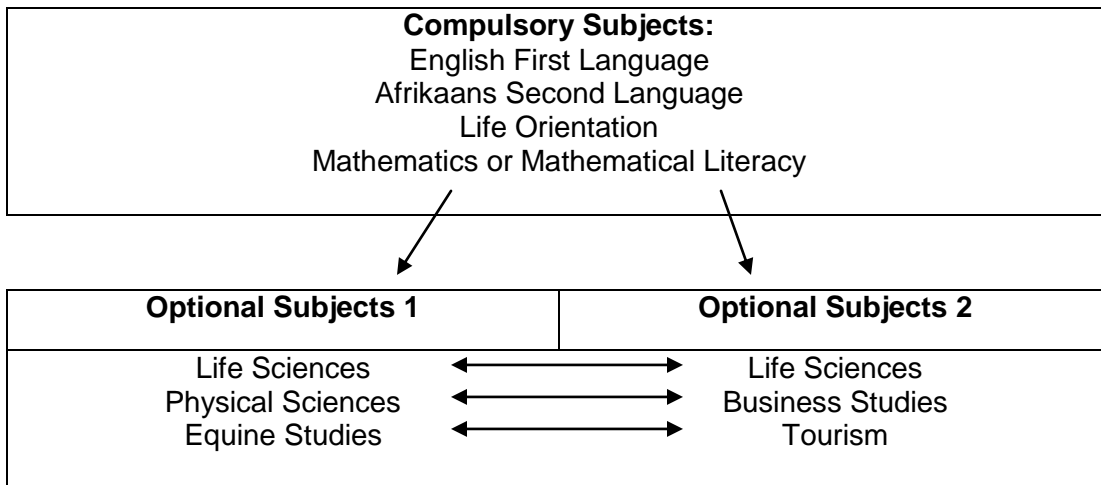 Compulsory Subjects:
English First Language
Afrikaans Second Language
Life Orientation
Mathematics or Mathematical Literacy
Optional Subjects 1 Optional Subjects 2
Life Sciences Life Sciences
Physical Sciences Business Studies
Equine Studies Tourism